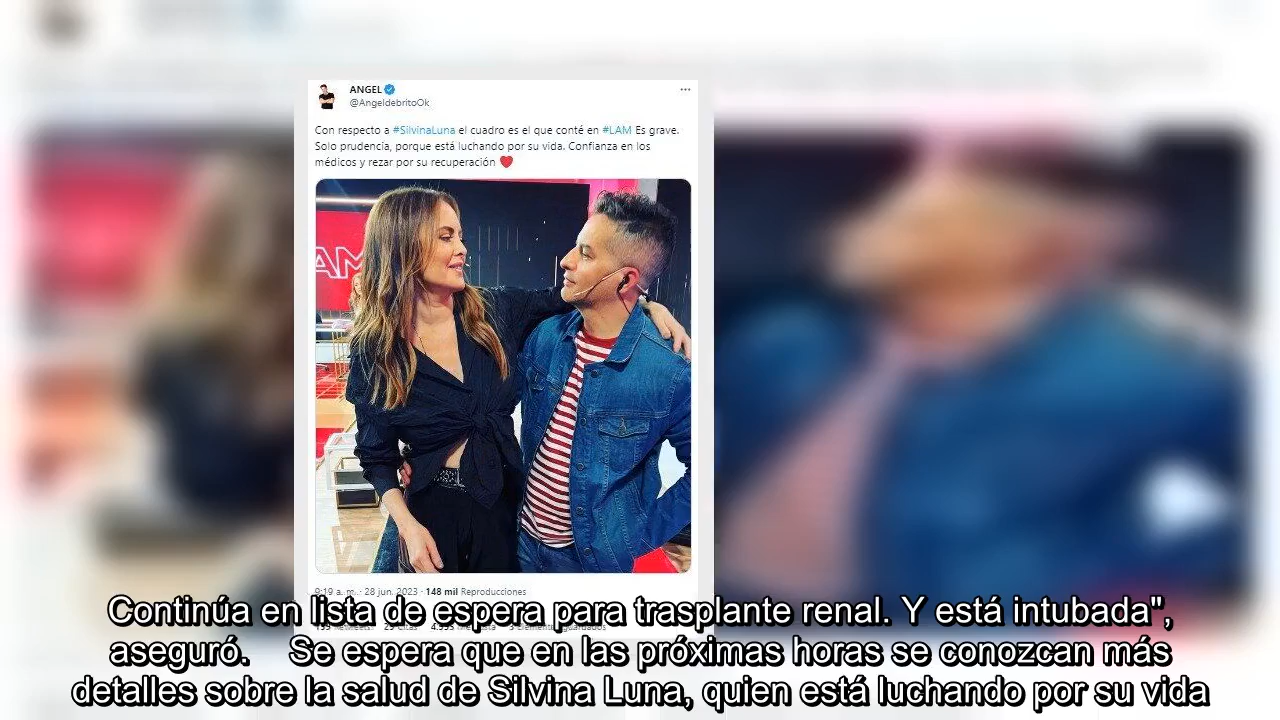 ANGEL
@AngeldebritoOk
Con respecto a #SilvinaLuna el cuadro es el que conté en #LAM Es grave.
Solo prudencia, porque está luchando por su vida. Confianza en los
médicos y rezar por su recuperación ❤️
AM
9:19 a. m. · 28 jun. 2023 · 148 mil Reproducciones
Continúa en lista de espera para trasplante renal. Y está intubada",
aseguró. Se espera que en las próximas horas se conozcan más
detalles sobre la salud de Silvina Luna, quien está luchando por su vida